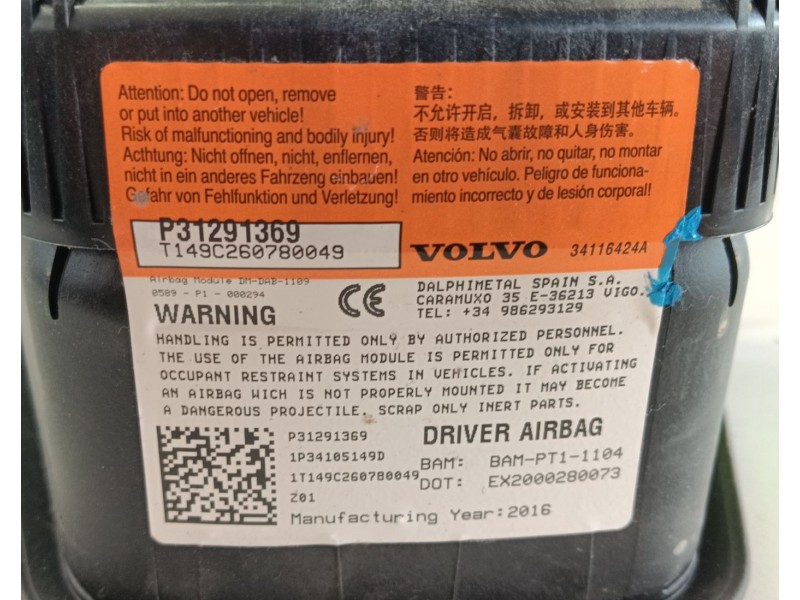 Attention: Do not open, remove
or put into another vehicle!
Risk of malfunctioning and bodily injury!
Achtung: Nicht offnen, nicht, enflernen,
nicht in ein anderes Fahrzeng einbauen!
Gefahr von Fehlfunktion und Verletzung!
警告:
不允许开启, 拆卸, 或安装到其他车辆。
否则将造成气囊故障和人身伤害。
Atención: No abrir, no quitar, no montar
en otro vehículo. Peligro de funciona-
miento incorrecto y de lesión corporal!
P31291369
T149C260780049
VOLVO 34116424A
Airbag Module DM-DAB-1109
0589 - P1 - 000294
CE
DALPHIMETAL SPAIN S.A.
CARAMUXO 35 E-36213 VIGO.
TEL: +34 986293129
WARNING
HANDLING IS PERMITTED ONLY BY AUTHORIZED PERSONNEL.
THE USE OF THE AIRBAG MODULE IS PERMITTED ONLY FOR
OCCUPANT RESTRAINT SYSTEMS IN VEHICLES. IF ACTIVATING
AN AIRBAG WICH IS NOT PROPERLY MOUNTED IT MAY BECOME
A DANGEROUS PROJECTILE. SCRAP ONLY INERT PARTS.
P31291369
1P34105149D
1T149C260780049
Z01
DRIVER AIRBAG
BAM: BAM-PT1-1104
DOT: EX2000280073
Manufacturing Year:2016